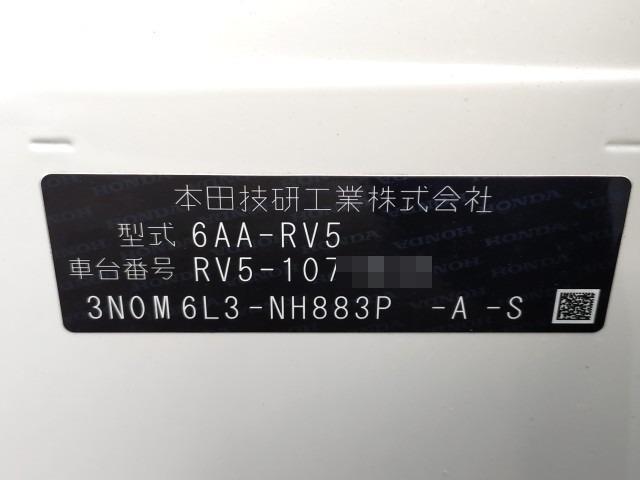 本田技研工業株式会社
型式 6AA-RV5
車台番号 RV5-107
3N0M6L3-NH883P -A -S